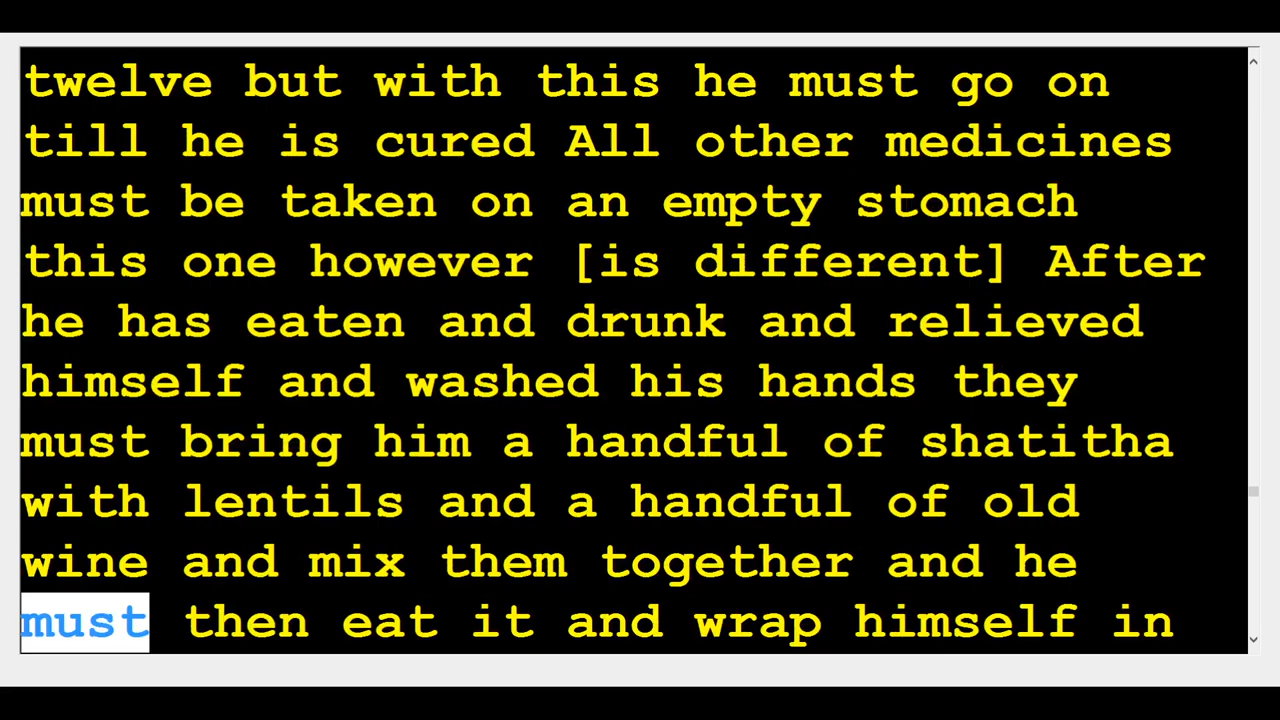 twelve but with this he must go on
till he is cured All other medicines
must be taken on an empty stomach
this one however [is different] After
he has eaten and drunk and relieved
himself and washed his hands they
must bring him a handful of shatitha
with lentils and a handful of old
wine and mix them together and he
must then eat it and wrap himself in